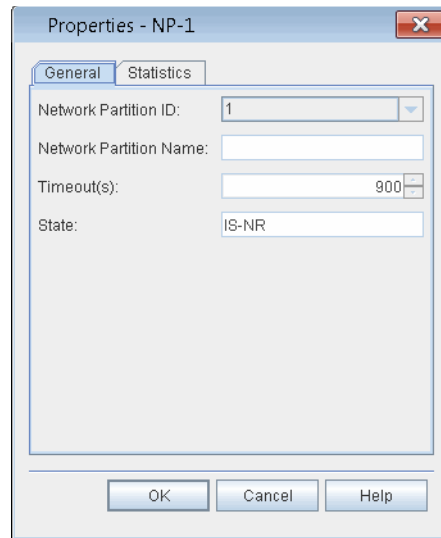 Properties - NP-1
General Statistics
Network Partition ID: 1
Network Partition Name:
Timeout(s): 900
State: IS-NR
OK Cancel Help